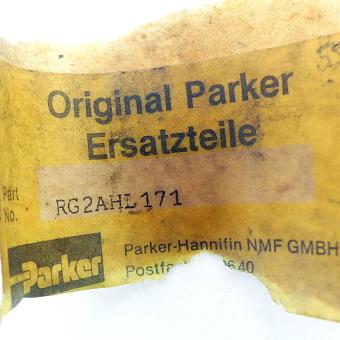 Original Parker
Ersatzteile
Part
No.
RG2AHL171
Parker
Parker-Hannifin NMF GMBH